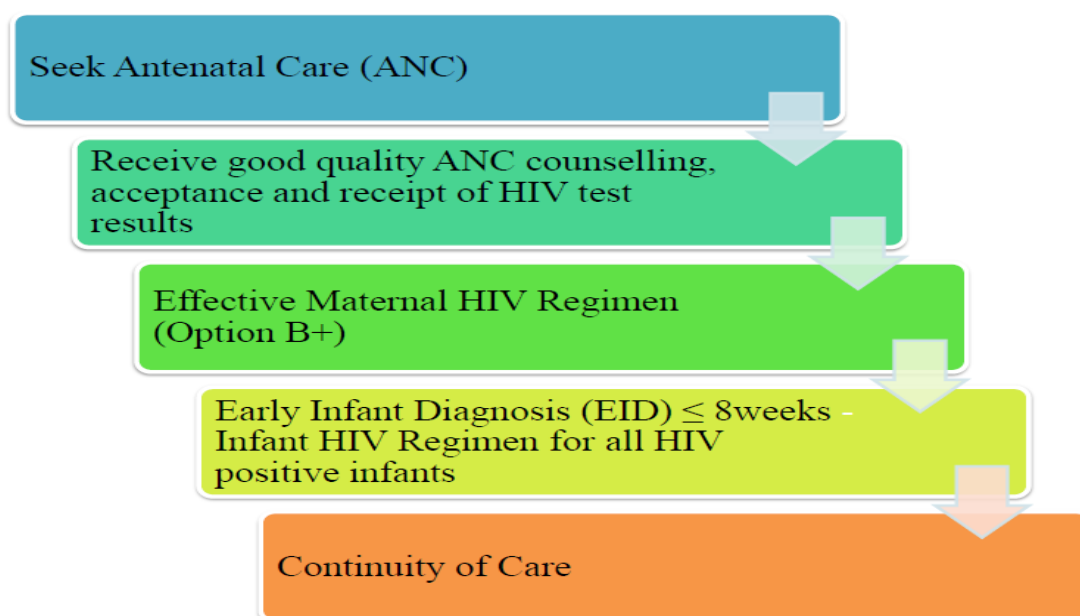 Seek Antenatal Care (ANC)
Receive good quality ANC counselling,
acceptance and receipt of HIV test
results
Effective Maternal HIV Regimen
(Option B+)
Early Infant Diagnosis (EID) ≤ 8weeks -
Infant HIV Regimen for all HIV
positive infants
Continuity of Care